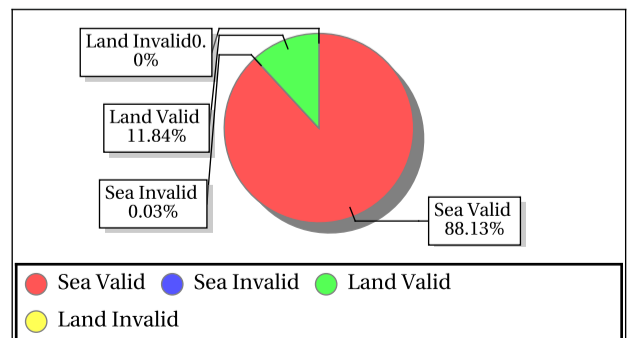 Land Invalid0.
0%
Land Valid
11.84%
Sea Invalid
0.03%
Sea Valid
88.13%
Sea Valid
Sea Invalid
Land Valid
Land Invalid